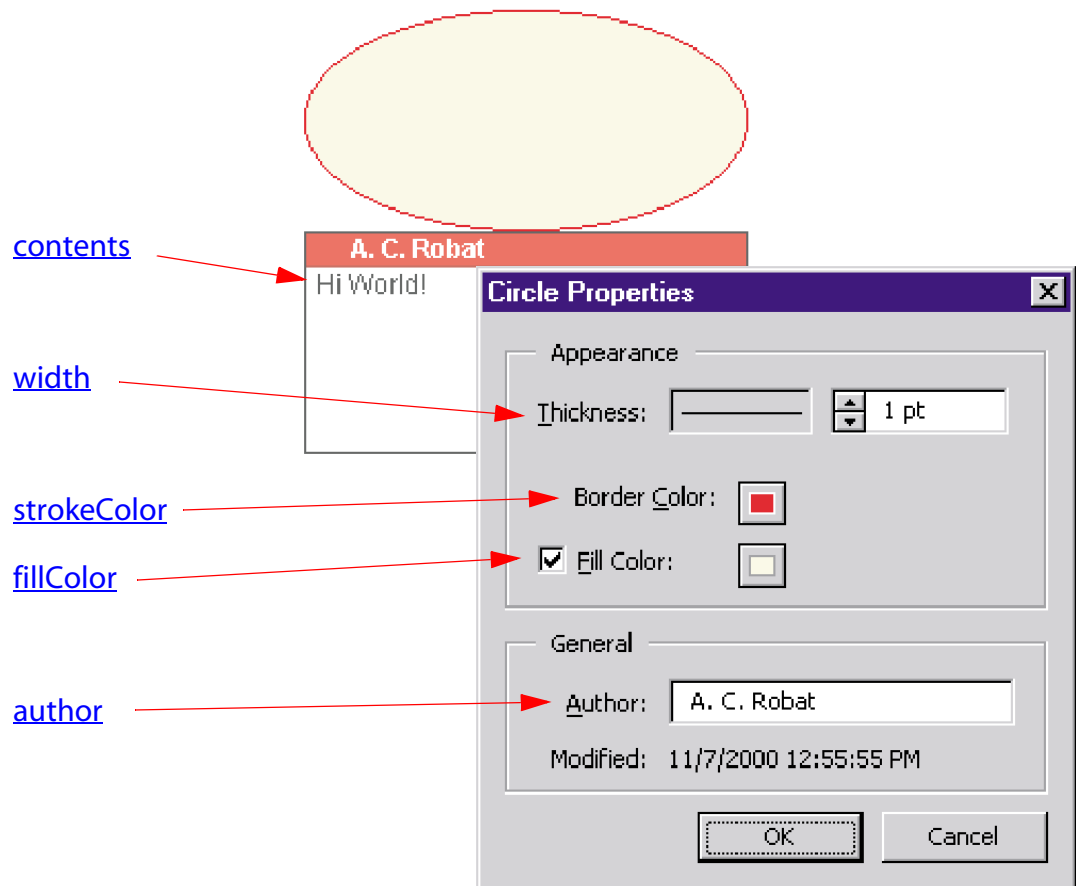 contents
A. C. Robat
Hi World!
Circle Properties
Appearance
width
Thickness:
1 pt
strokeColor
Border Color:
fillColor
Fill Color:
General
author
Author:
A. C. Robat
Modified: 11/7/2000 12:55:55 PM
OK
Cancel